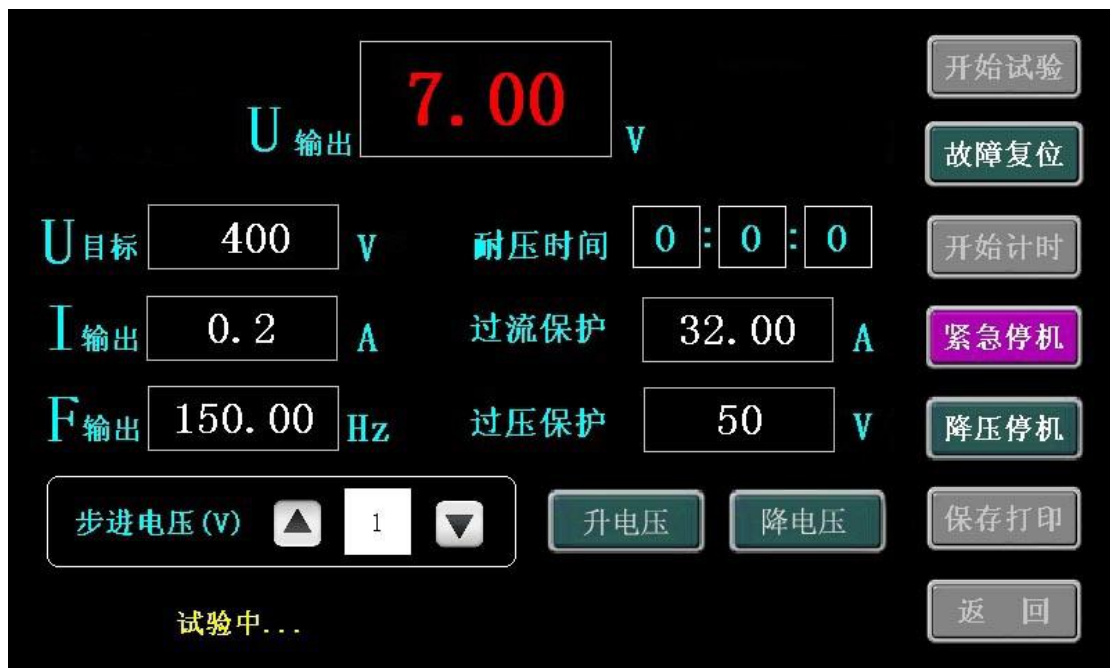 U输出 7.00 V
开始试验
故障复位
U目标 400 V 耐压时间 0 : 0 : 0
开始计时
I输出 0.2 A 过流保护 32.00 A
紧急停机
F输出 150.00 Hz 过压保护 50 V
降压停机
步进电压(V) 1 升电压 降电压
保存打印
试验中...
返 回